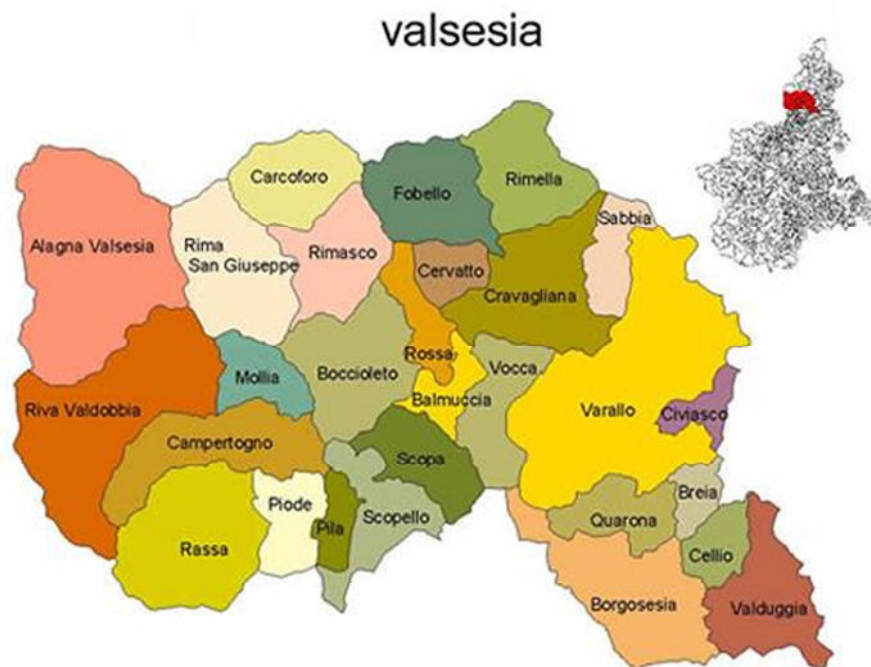 valsesia
Carcoforo
Fobello
Rimella
Sabbia
Alagna Valsesia
Rima
San Giuseppe
Rimasco
Cervatto
Cravagliana
Rossa
Vocca
Mollia
Boccioleto
Balmuccia
Varallo
Civiasco
Riva Valdobbia
Campertogno
Scopa
Piode
Pila
Scopello
Breia
Quarona
Rassa
Cellio
Borgosesia
Valduggia